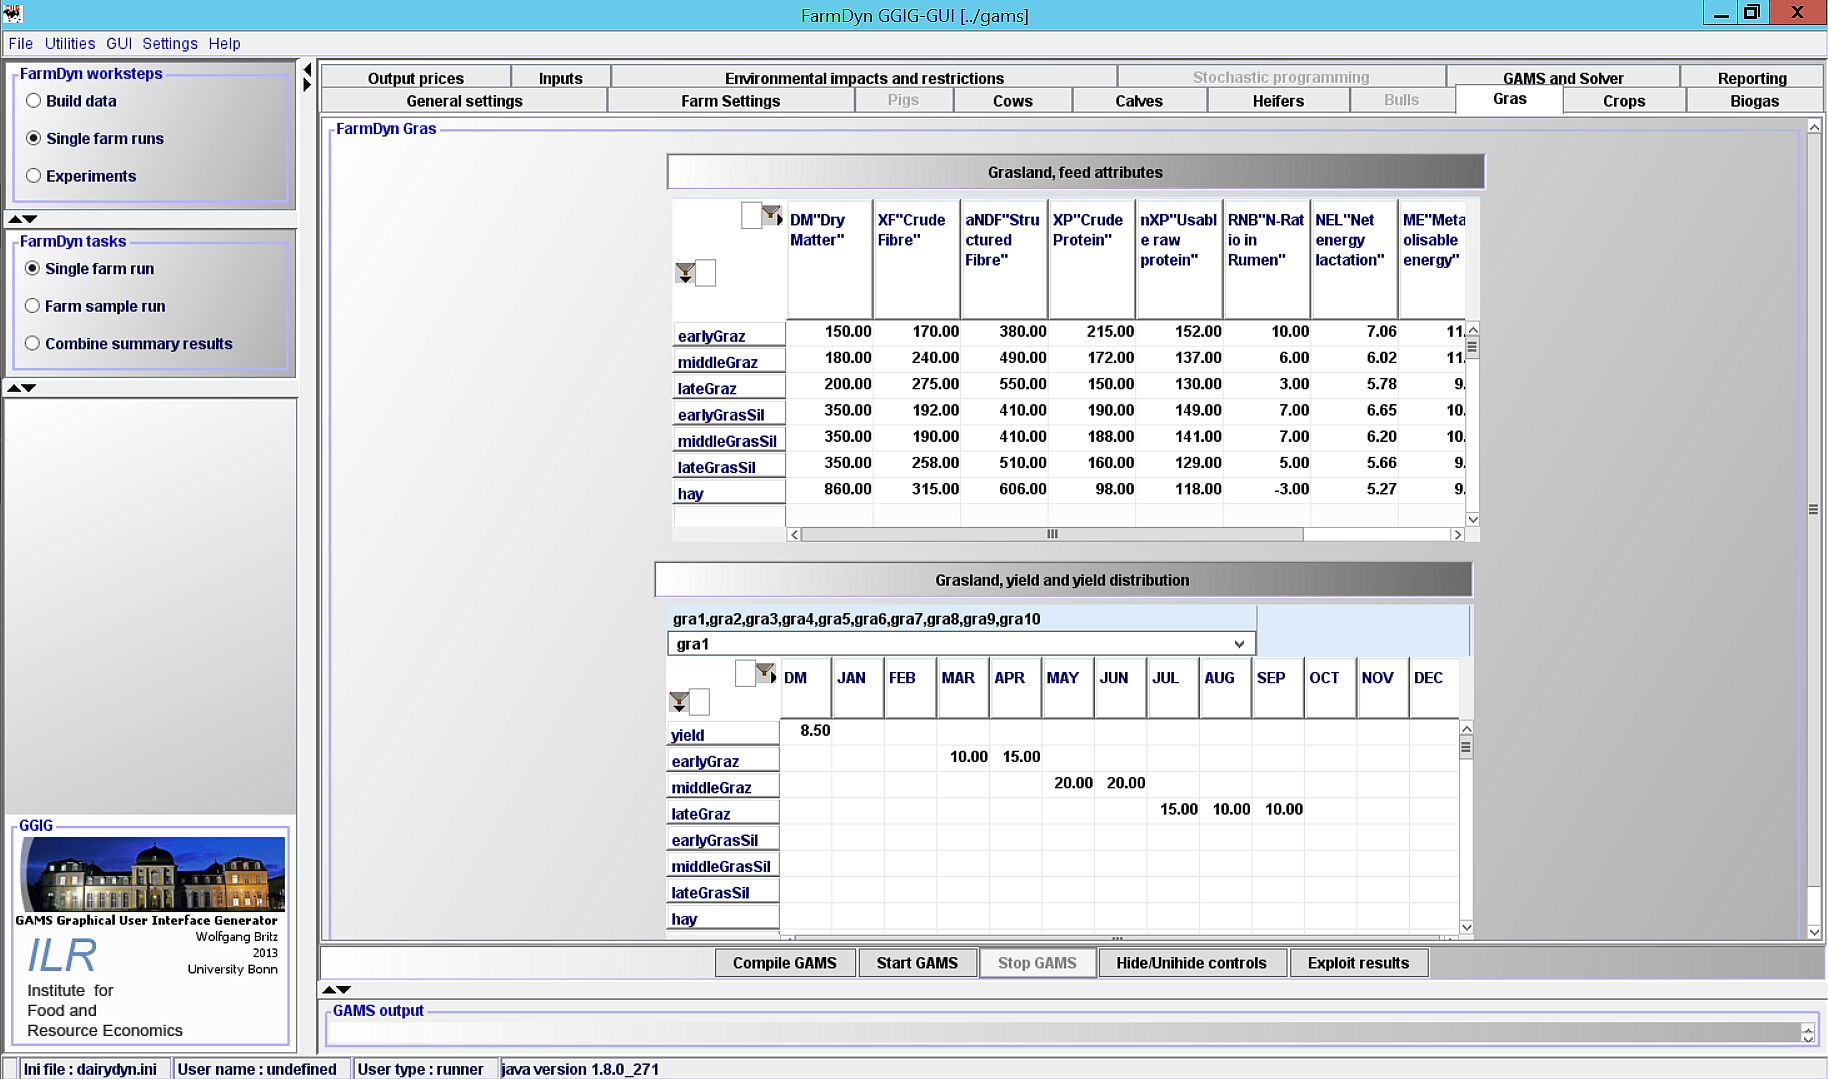 FarmDyn GGIG-GUI [../gams]
File Utilities GUI Settings Help
FarmDyn worksteps
Build data
Single farm runs
Experiments
FarmDyn tasks
Single farm run
Farm sample run
Combine summary results
GGIG
GAMS Graphical User Interface Generator
Wolfgang Britz
2013
University Bonn
ILR
Institute for
Food and
Resource Economics
Output prices Inputs Environmental impacts and restrictions Stochastic programming GAMS and Solver Reporting
General settings Farm Settings Pigs Cows Calves Heifers Bulls Gras Crops Biogas
FarmDyn Gras
Grasland, feed attributes
DM"Dry Matter" XF"Crude Fibre" aNDF"Structured Fibre" XP"Crude Protein" nXP"Usable raw protein" RNB"N-Ratio in Rumen" NEL"Net energy lactation" ME"Meta olisable energy"
earlyGraz 150.00 170.00 380.00 215.00 152.00 10.00 7.06 11.
middleGraz 180.00 240.00 490.00 172.00 137.00 6.00 6.02 11.
lateGraz 200.00 275.00 550.00 150.00 130.00 3.00 5.78 9.
earlyGrasSil 350.00 192.00 410.00 190.00 149.00 7.00 6.65 10.
middleGrasSil 350.00 190.00 410.00 188.00 141.00 7.00 6.20 10.
lateGrasSil 350.00 258.00 510.00 160.00 129.00 5.00 5.66 9.
hay 860.00 315.00 606.00 98.00 118.00 -3.00 5.27 9.
Grasland, yield and yield distribution
gra1,gra2,gra3,gra4,gra5,gra6,gra7,gra8,gra9,gra10
gra1
DM JAN FEB MAR APR MAY JUN JUL AUG SEP OCT NOV DEC
yield 8.50
earlyGraz 10.00 15.00
middleGraz 20.00 20.00
lateGraz 15.00 10.00 10.00
earlyGrasSil
middleGrasSil
lateGrasSil
hay
Compile GAMS Start GAMS Stop GAMS Hide/Unihide controls Exploit results
GAMS output
Ini file : dairydyn.ini User name : undefined User type : runner java version 1.8.0_271